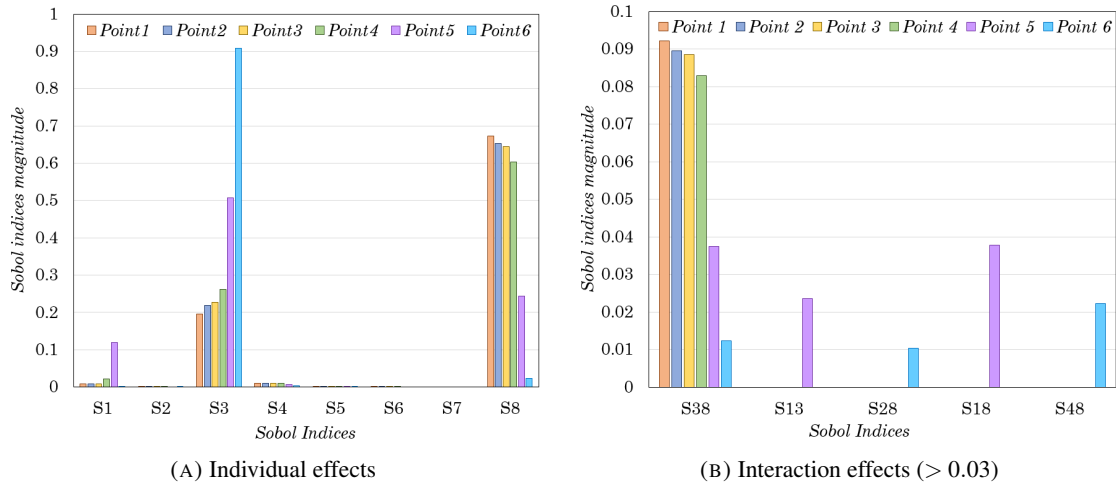 Point1 Point2 Point3 Point4 Point5 Point6
1
0.9
0.8
0.7
0.6
0.5
0.4
0.3
0.2
0.1
0
Sobol indices magnitude
S1 S2 S3 S4 S5 S6 S7 S8
Sobol Indices
(A) Individual effects
Point 1 Point 2 Point 3 Point 4 Point 5 Point 6
0.1
0.09
0.08
0.07
0.06
0.05
0.04
0.03
0.02
0.01
0
Sobol indices magnitude
S38 S13 S28 S18 S48
Sobol Indices
(B) Interaction effects (> 0.03)